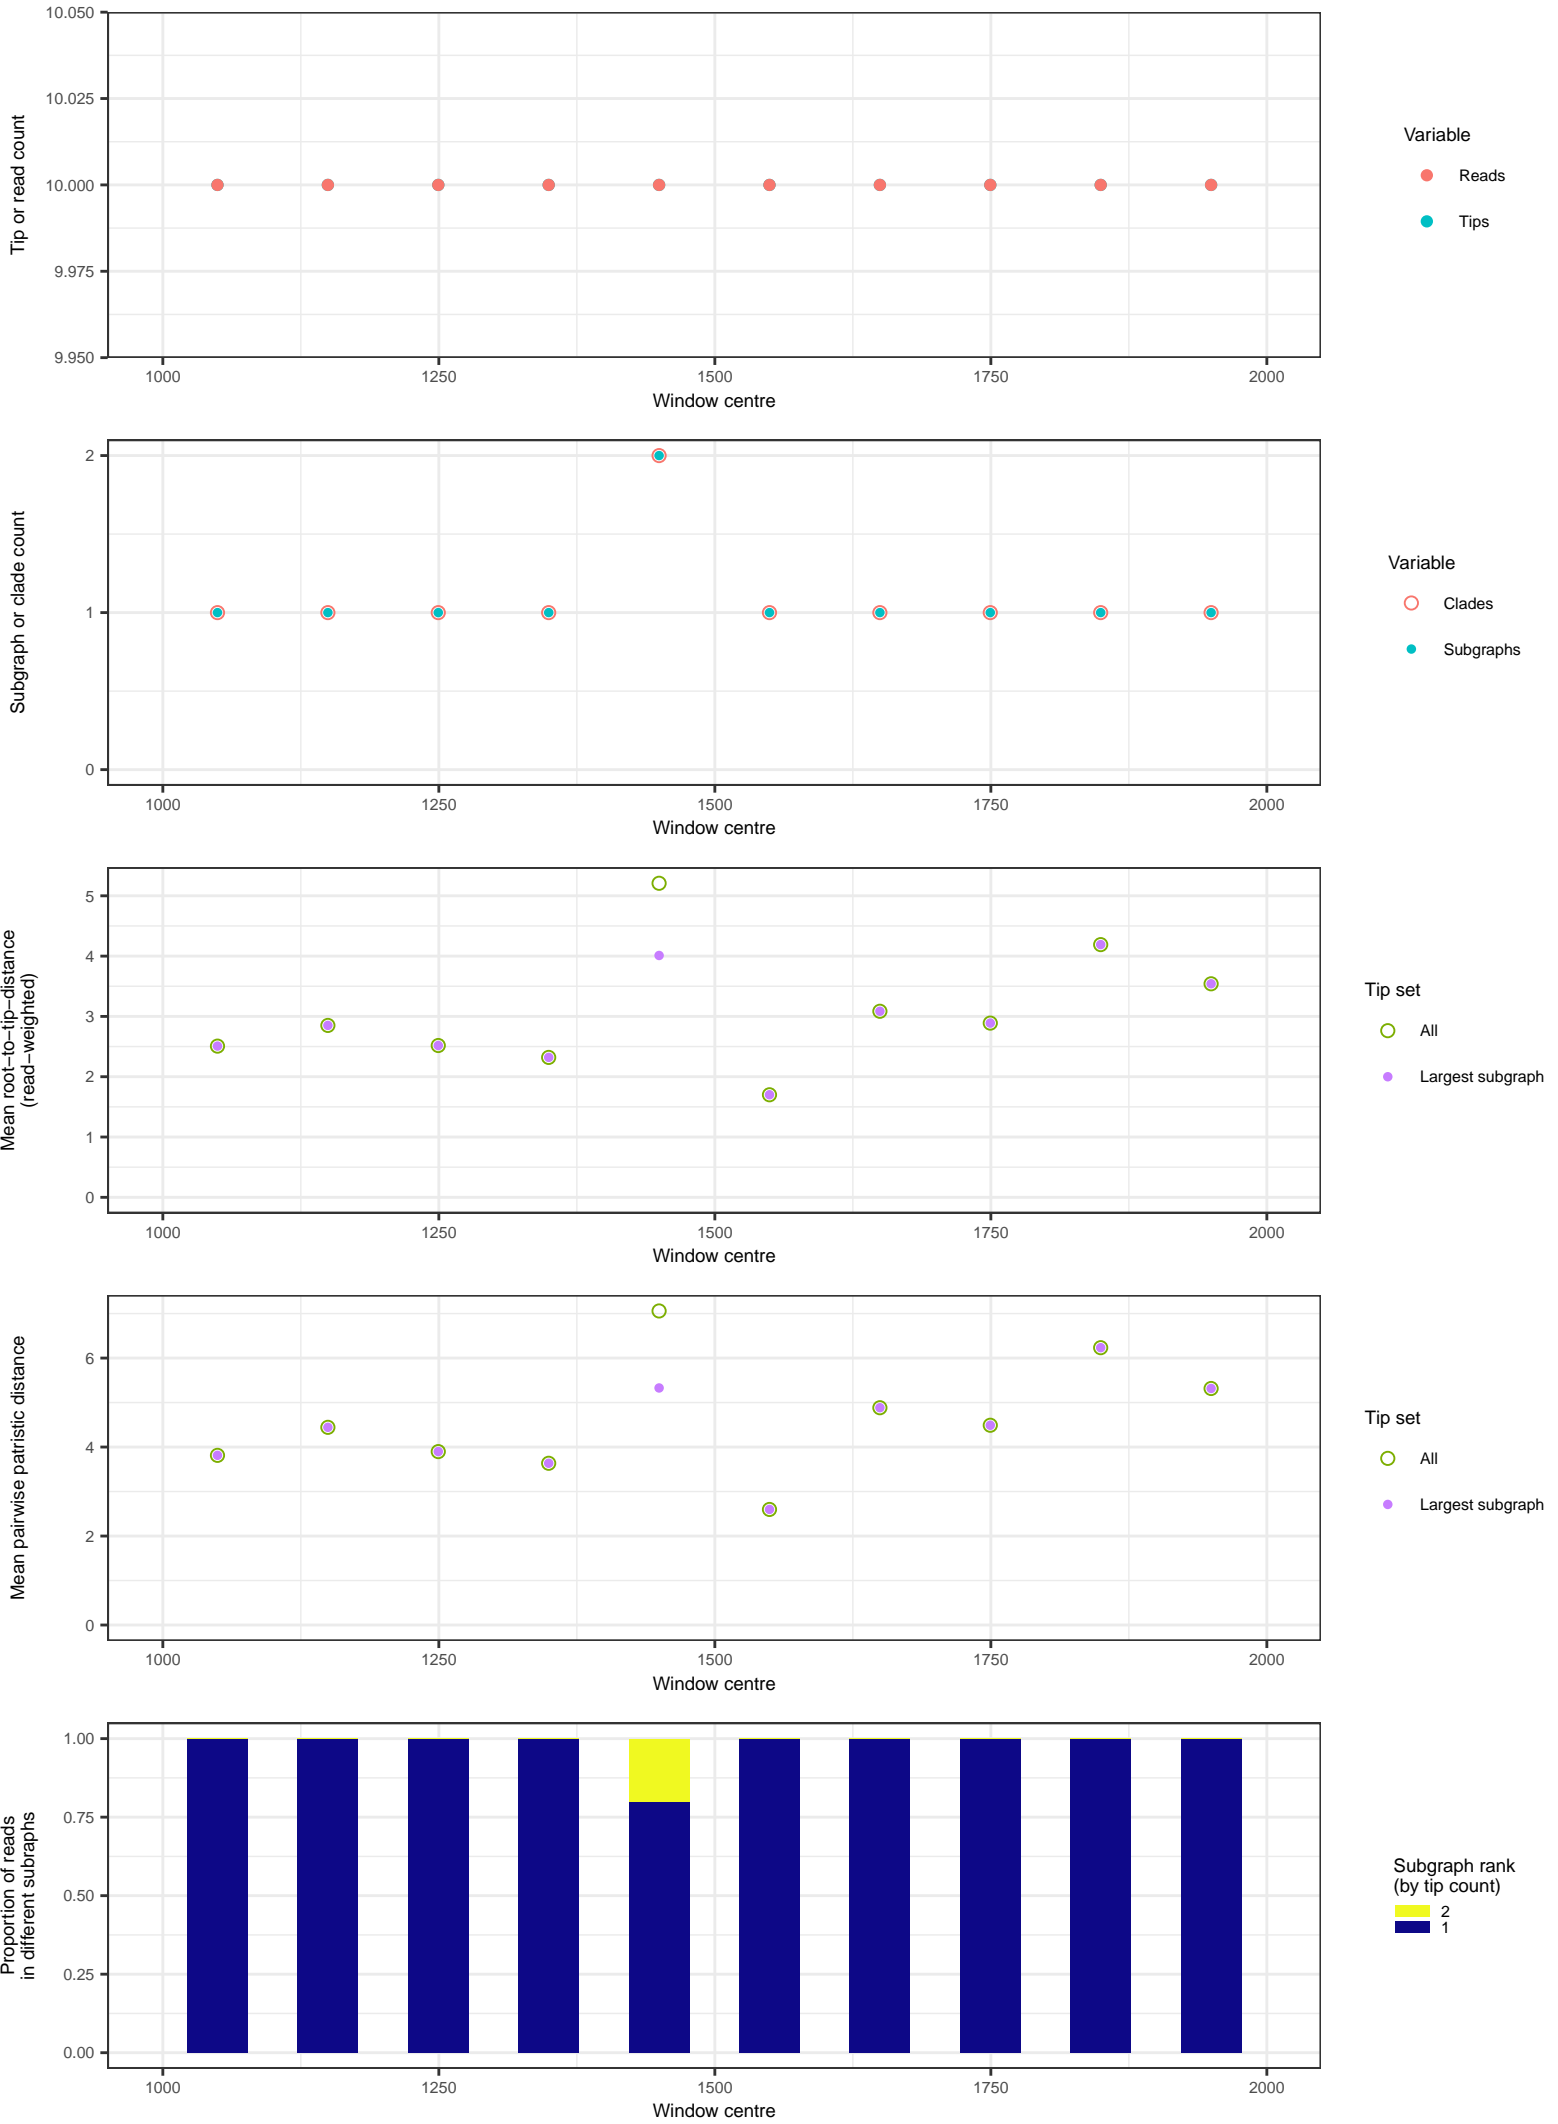 10.050
10.025
10.000
9.975
9.950
Tip or read count
1000 1250 1500 1750 2000
Window centre
Variable
Reads
Tips
2
1
0
Subgraph or clade count
1000 1250 1500 1750 2000
Window centre
Variable
Clades
Subgraphs
5
4
3
2
1
0
Mean root−to−tip−distance
(read−weighted)
1000 1250 1500 1750 2000
Window centre
Tip set
All
Largest subgraph
6
4
2
0
Mean pairwise patristic distance
1000 1250 1500 1750 2000
Window centre
Tip set
All
Largest subgraph
1.00
0.75
0.50
0.25
0.00
Proportion of reads
in different subraphs
1000 1250 1500 1750 2000
Window centre
Subgraph rank
(by tip count)
2
1